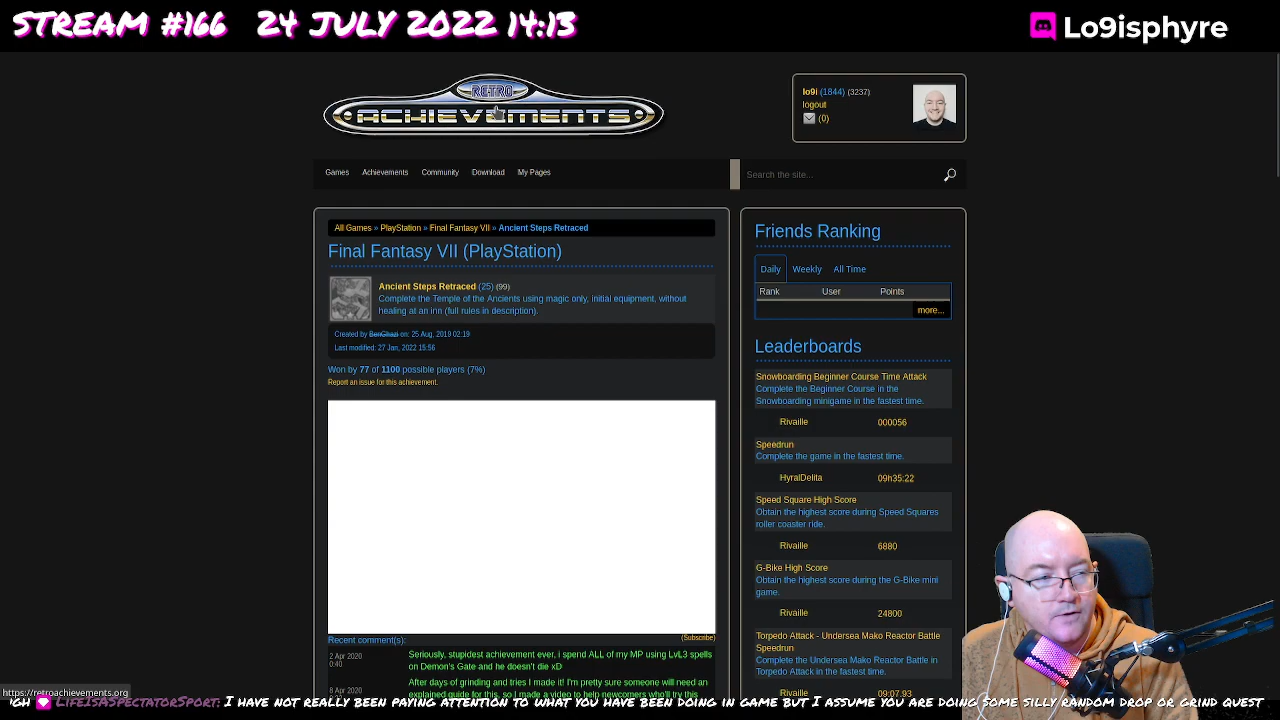 STREAM #166 24 JULY 2022 14:13
Lo9isphyre
RETRO
ACHIEVEMENTS
lo9i (1844) (3237)
logout
(0)
Games Achievements Community Download My Pages
Search the site...
All Games » PlayStation » Final Fantasy VII » Ancient Steps Retraced
Final Fantasy VII (PlayStation)
Ancient Steps Retraced (25) (99)
Complete the Temple of the Ancients using magic only, initial equipment, without
healing at an inn (full rules in description).
Created by BenGhazi on: 25 Aug, 2019 02:19
Last modified: 27 Jan, 2022 15:56
Won by 77 of 1100 possible players (7%)
Report an issue for this achievement.
Recent comment(s):
(Subscribe)
2 Apr 2020
0:40
Seriously, stupidest achievement ever, i spend ALL of my MP using LvL3 spells
on Demon's Gate and he doesn't die xD
8 Apr 2020
After days of grinding and tries I made it! I'm pretty sure someone will need an
explained guide for this, so I made a video to help newcomers who'll try this
Friends Ranking
Daily Weekly All Time
Rank User Points
more...
Leaderboards
Snowboarding Beginner Course Time Attack
Complete the Beginner Course in the
Snowboarding minigame in the fastest time.
Rivaille 000056
Speedrun
Complete the game in the fastest time.
HyralDelita 09h35:22
Speed Square High Score
Obtain the highest score during Speed Squares
roller coaster ride.
Rivaille 6880
G-Bike High Score
Obtain the highest score during the G-Bike mini
game.
Rivaille 24800
Torpedo Attack - Undersea Mako Reactor Battle
Speedrun
Complete the Undersea Mako Reactor Battle in
Torpedo Attack in the fastest time.
Rivaille 09:07.93
https://retroachievements.org
LifeIsASpectatorSport: I have not really been paying attention to what you have been doing in game but I assume you are doing some silly random drop or grind quest